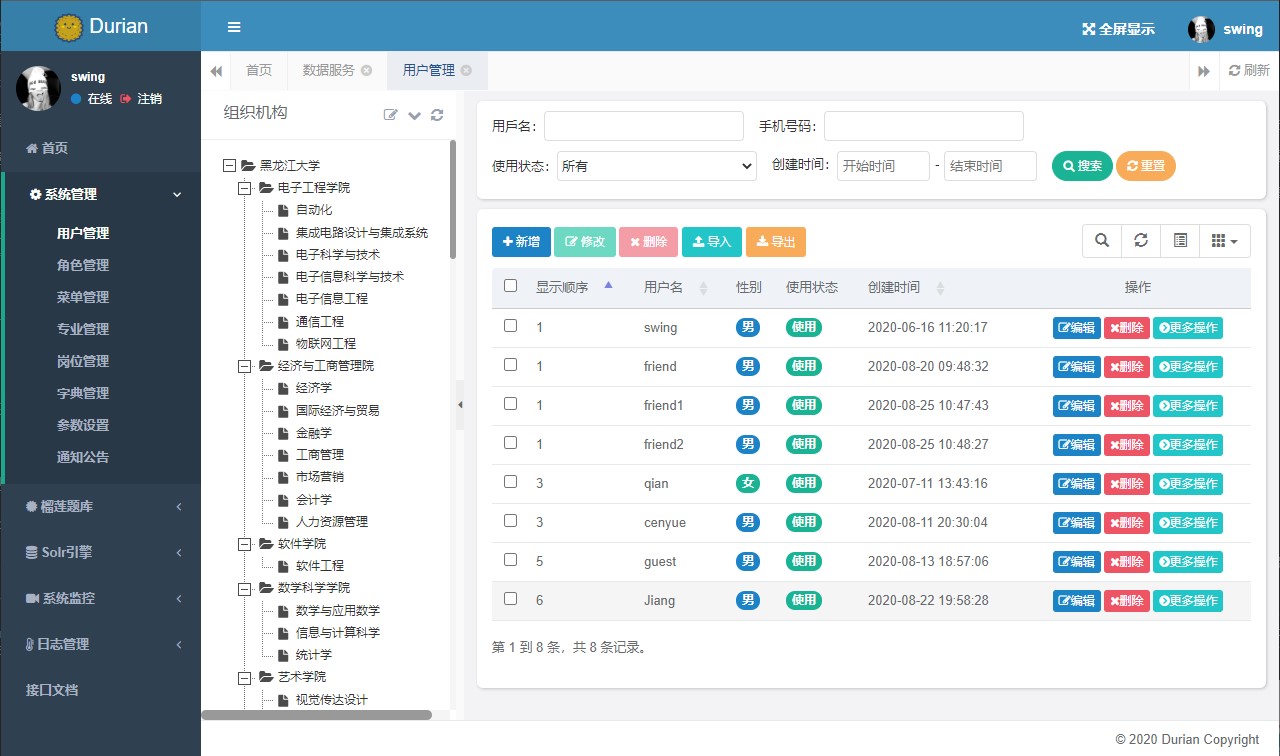 Durian
全屏显示 swing
swing
在线 注销
首页
系统管理
用户管理
角色管理
菜单管理
专业管理
岗位管理
字典管理
参数设置
通知公告
榴莲题库
Solr引擎
系统监控
日志管理
接口文档
首页 数据服务 用户管理 刷新
组织机构
黑龙江大学
电子工程学院
自动化
集成电路设计与集成系统
电子科学与技术
电子信息科学与技术
电子信息工程
通信工程
物联网工程
经济与工商管理院
经济学
国际经济与贸易
金融学
工商管理
市场营销
会计学
人力资源管理
软件学院
软件工程
数学科学学院
数学与应用数学
信息与计算科学
统计学
艺术学院
视觉传达设计
用户名： 手机号码：
使用状态： 所有 创建时间： 开始时间 - 结束时间 搜索 重置
新增 修改 删除 导入 导出
显示顺序 用户名 性别 使用状态 创建时间 操作
1 swing 男 使用 2020-06-16 11:20:17 编辑 删除 更多操作
1 friend 男 使用 2020-08-20 09:48:32 编辑 删除 更多操作
1 friend1 男 使用 2020-08-25 10:47:43 编辑 删除 更多操作
1 friend2 男 使用 2020-08-25 10:48:27 编辑 删除 更多操作
3 qian 女 使用 2020-07-11 13:43:16 编辑 删除 更多操作
3 cenyue 男 使用 2020-08-11 20:30:04 编辑 删除 更多操作
5 guest 男 使用 2020-08-13 18:57:06 编辑 删除 更多操作
6 Jiang 男 使用 2020-08-22 19:58:28 编辑 删除 更多操作
第 1 到 8 条，共 8 条记录。
© 2020 Durian Copyright